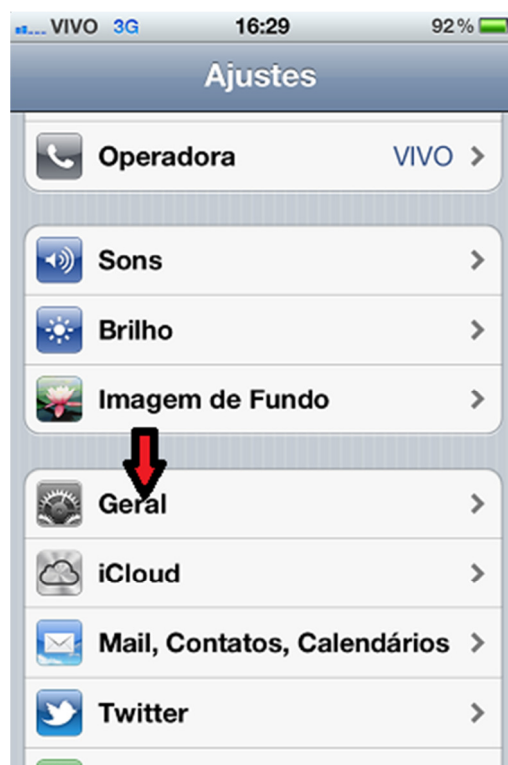 VIVO 3G 16:29 92%
Ajustes
Operadora VIVO
Sons
Brilho
Imagem de Fundo
Geral
iCloud
Mail, Contatos, Calendários
Twitter